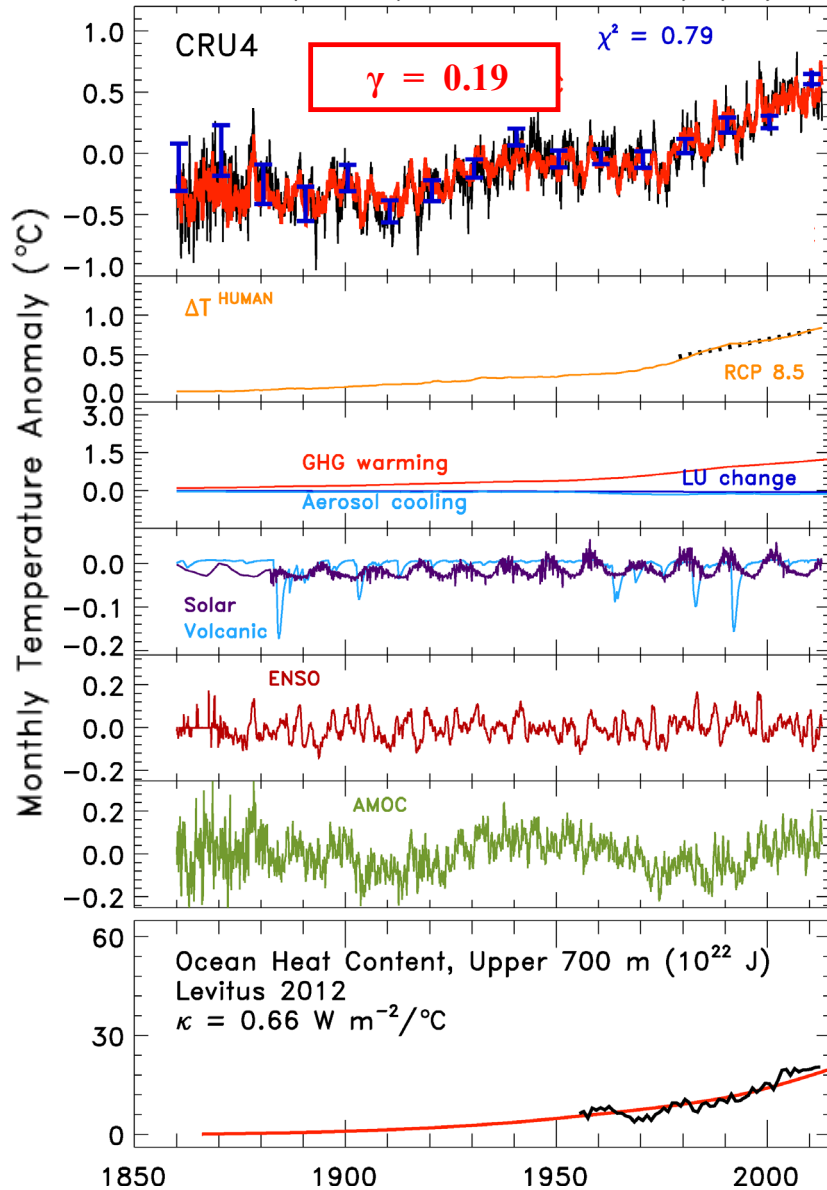 Monthly Temperature Anomaly (°C)
CRU4
γ = 0.19
χ² = 0.79
1.0
0.5
0.0
−0.5
−1.0
ΔT HUMAN
RCP 8.5
1.0
0.5
0.0
GHG warming
LU change
Aerosol cooling
3.0
1.5
0.0
Solar
Volcanic
0.0
−0.1
−0.2
ENSO
0.2
0.0
−0.2
AMOC
0.2
0.0
−0.2
Ocean Heat Content, Upper 700 m (10²² J)
Levitus 2012
κ = 0.66 W m⁻²/°C
60
30
0
1850 1900 1950 2000